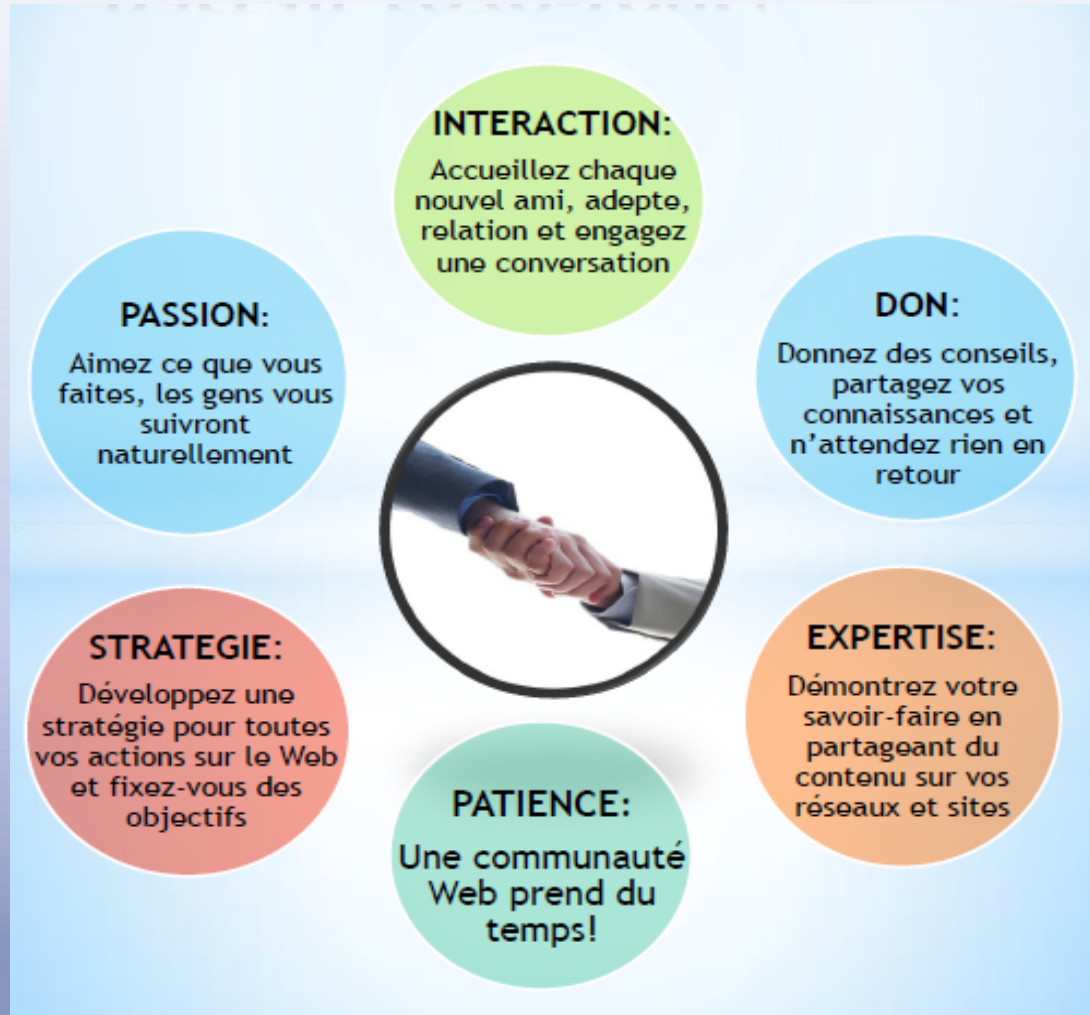 INTERACTION:
Accueillez chaque
nouvel ami, adepte,
relation et engagez
une conversation
PASSION:
Aimez ce que vous
faites, les gens vous
suivront
naturellement
DON:
Donnez des conseils,
partagez vos
connaissances et
n'attendez rien en
retour
STRATEGIE:
Développez une
stratégie pour toutes
vos actions sur le Web
et fixez-vous des
objectifs
EXPERTISE:
Démontrez votre
savoir-faire en
partageant du
contenu sur vos
réseaux et sites
PATIENCE:
Une communauté
Web prend du
temps!